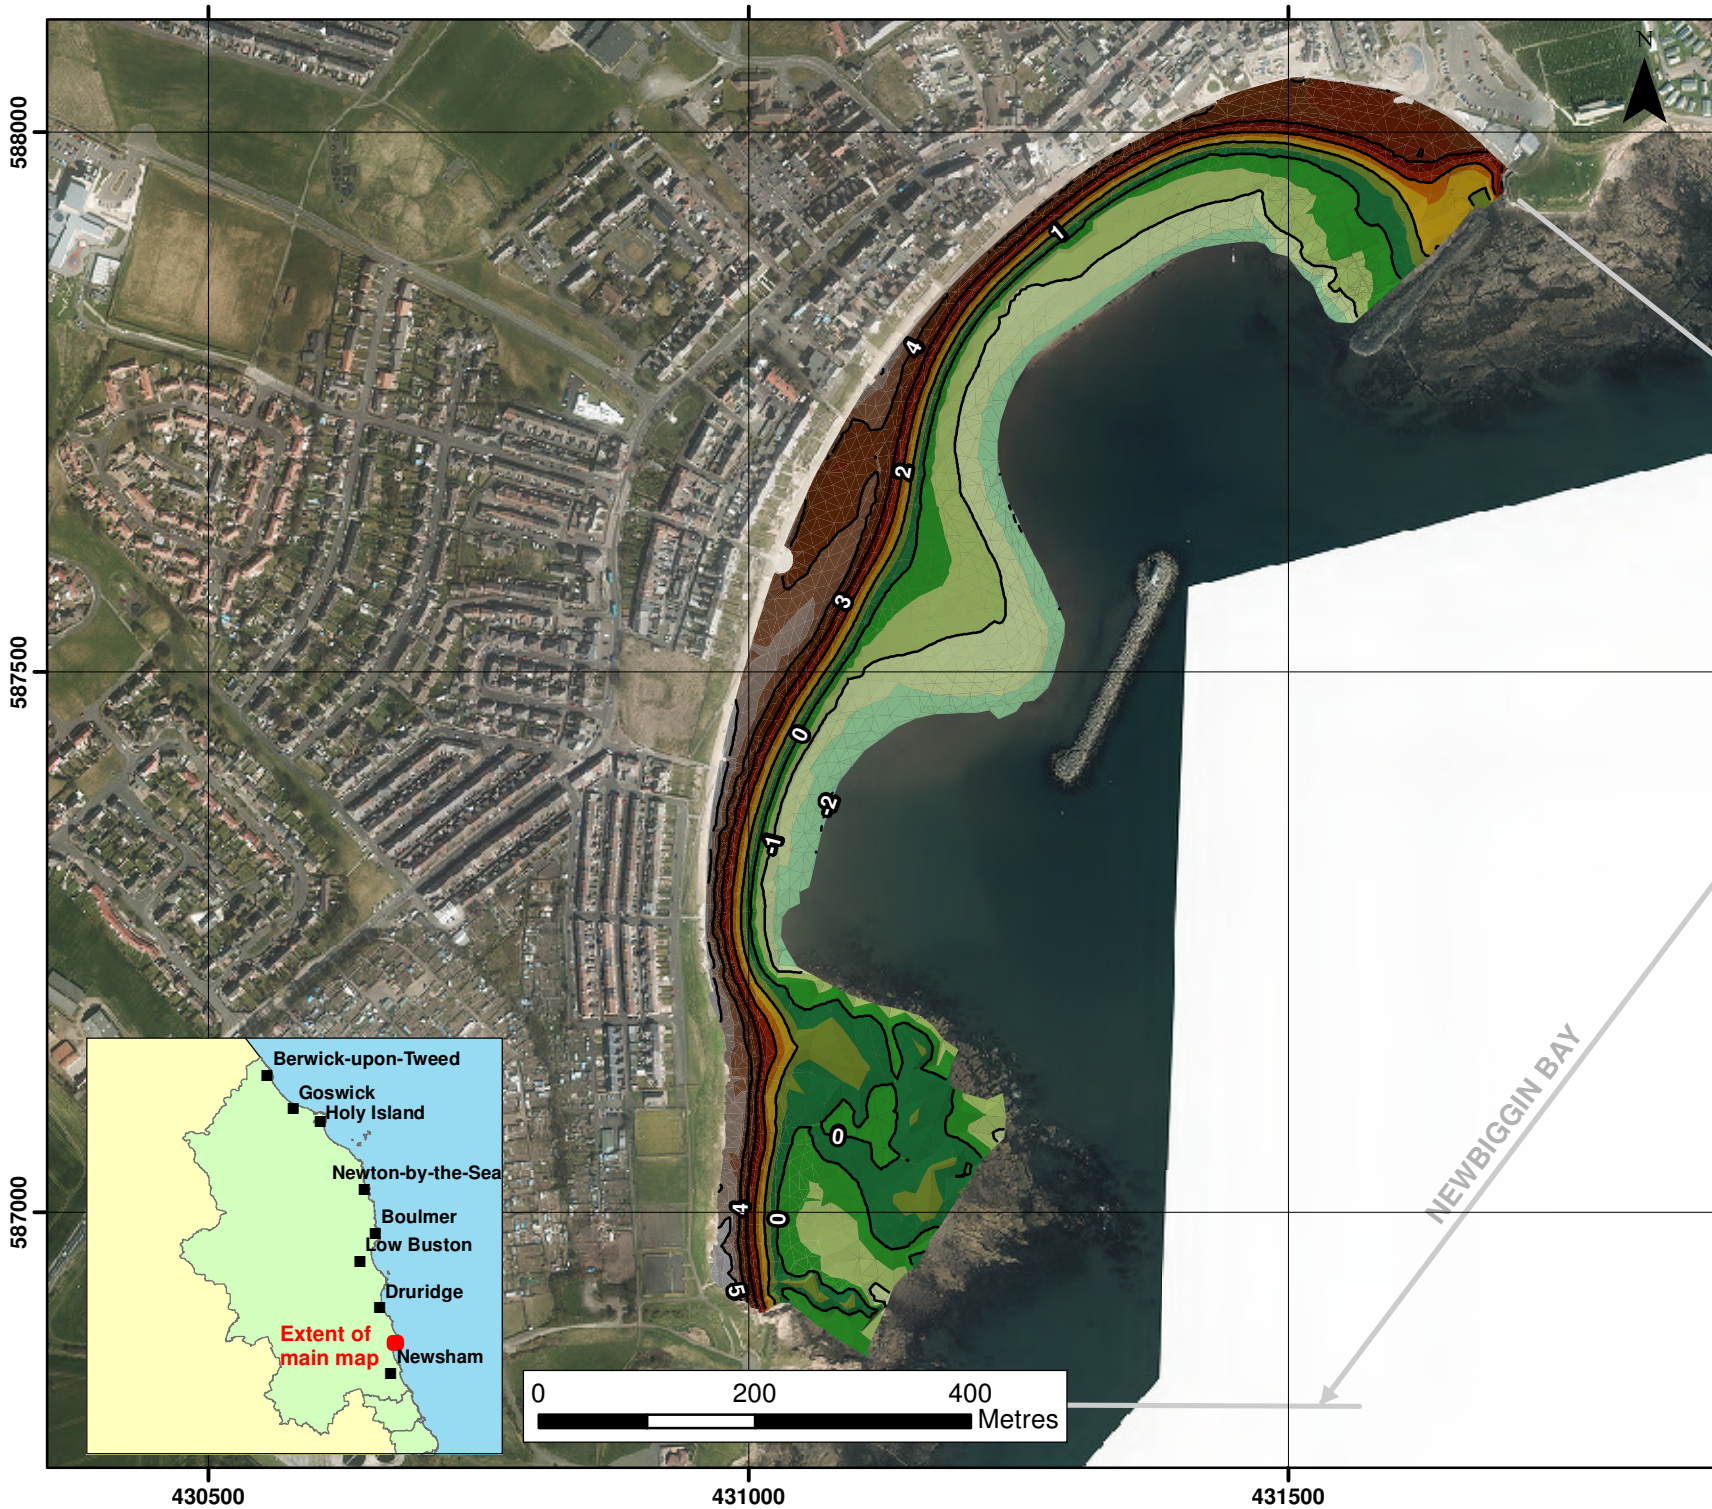 N
588000
4
1
4
2
3
587500
0
-2
-1
0
NEWBIGGIN BAY
587000
4
0
5
Berwick-upon-Tweed
Goswick
Holy Island
Newton-by-the-Sea
Boulmer
Low Buston
Druridge
Extent of
main map
Newsham
0 200 400
Metres
430500 431000 431500